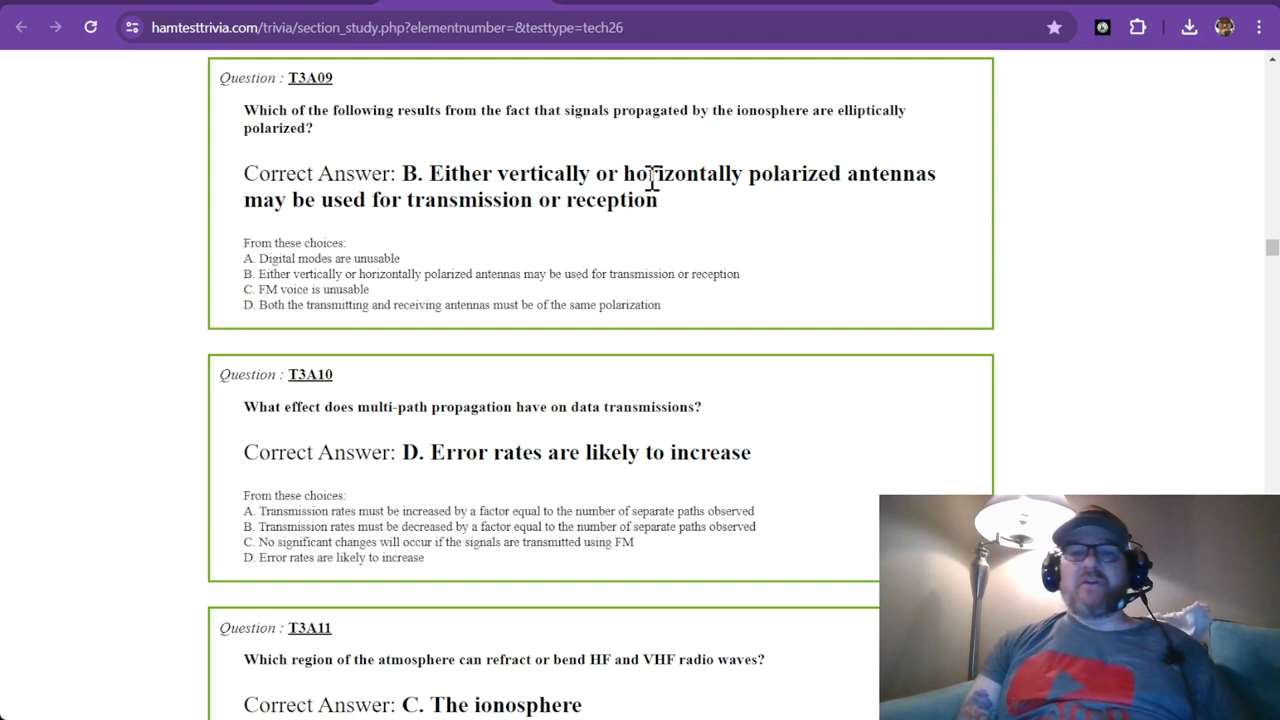 hamtesttrivia.com/trivia/section_study.php?elementnumber=&testtype=tech26
Question : T3A09
Which of the following results from the fact that signals propagated by the ionosphere are elliptically
polarized?
Correct Answer: B. Either vertically or horizontally polarized antennas
may be used for transmission or reception
From these choices:
A. Digital modes are unusable
B. Either vertically or horizontally polarized antennas may be used for transmission or reception
C. FM voice is unusable
D. Both the transmitting and receiving antennas must be of the same polarization
Question : T3A10
What effect does multi-path propagation have on data transmissions?
Correct Answer: D. Error rates are likely to increase
From these choices:
A. Transmission rates must be increased by a factor equal to the number of separate paths observed
B. Transmission rates must be decreased by a factor equal to the number of separate paths observed
C. No significant changes will occur if the signals are transmitted using FM
D. Error rates are likely to increase
Question : T3A11
Which region of the atmosphere can refract or bend HF and VHF radio waves?
Correct Answer: C. The ionosphere